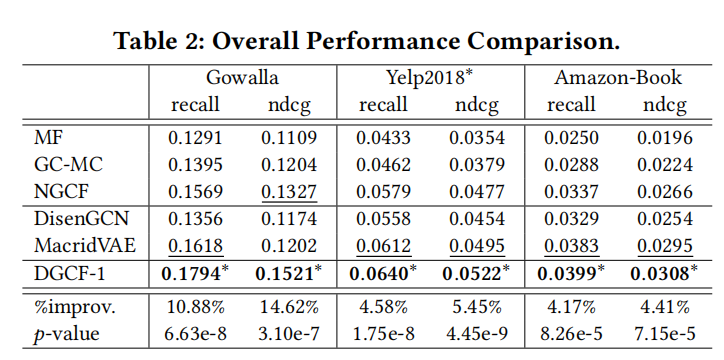 Table 2: Overall Performance Comparison.
Gowalla Yelp2018* Amazon-Book
recall ndcg recall ndcg recall ndcg
MF 0.1291 0.1109 0.0433 0.0354 0.0250 0.0196
GC-MC 0.1395 0.1204 0.0462 0.0379 0.0288 0.0224
NGCF 0.1569 0.1327 0.0579 0.0477 0.0337 0.0266
DisenGCN 0.1356 0.1174 0.0558 0.0454 0.0329 0.0254
MacridVAE 0.1618 0.1202 0.0612 0.0495 0.0383 0.0295
DGCF-1 0.1794* 0.1521* 0.0640* 0.0522* 0.0399* 0.0308*
%improv. 10.88% 14.62% 4.58% 5.45% 4.17% 4.41%
p-value 6.63e-8 3.10e-7 1.75e-8 4.45e-9 8.26e-5 7.15e-5